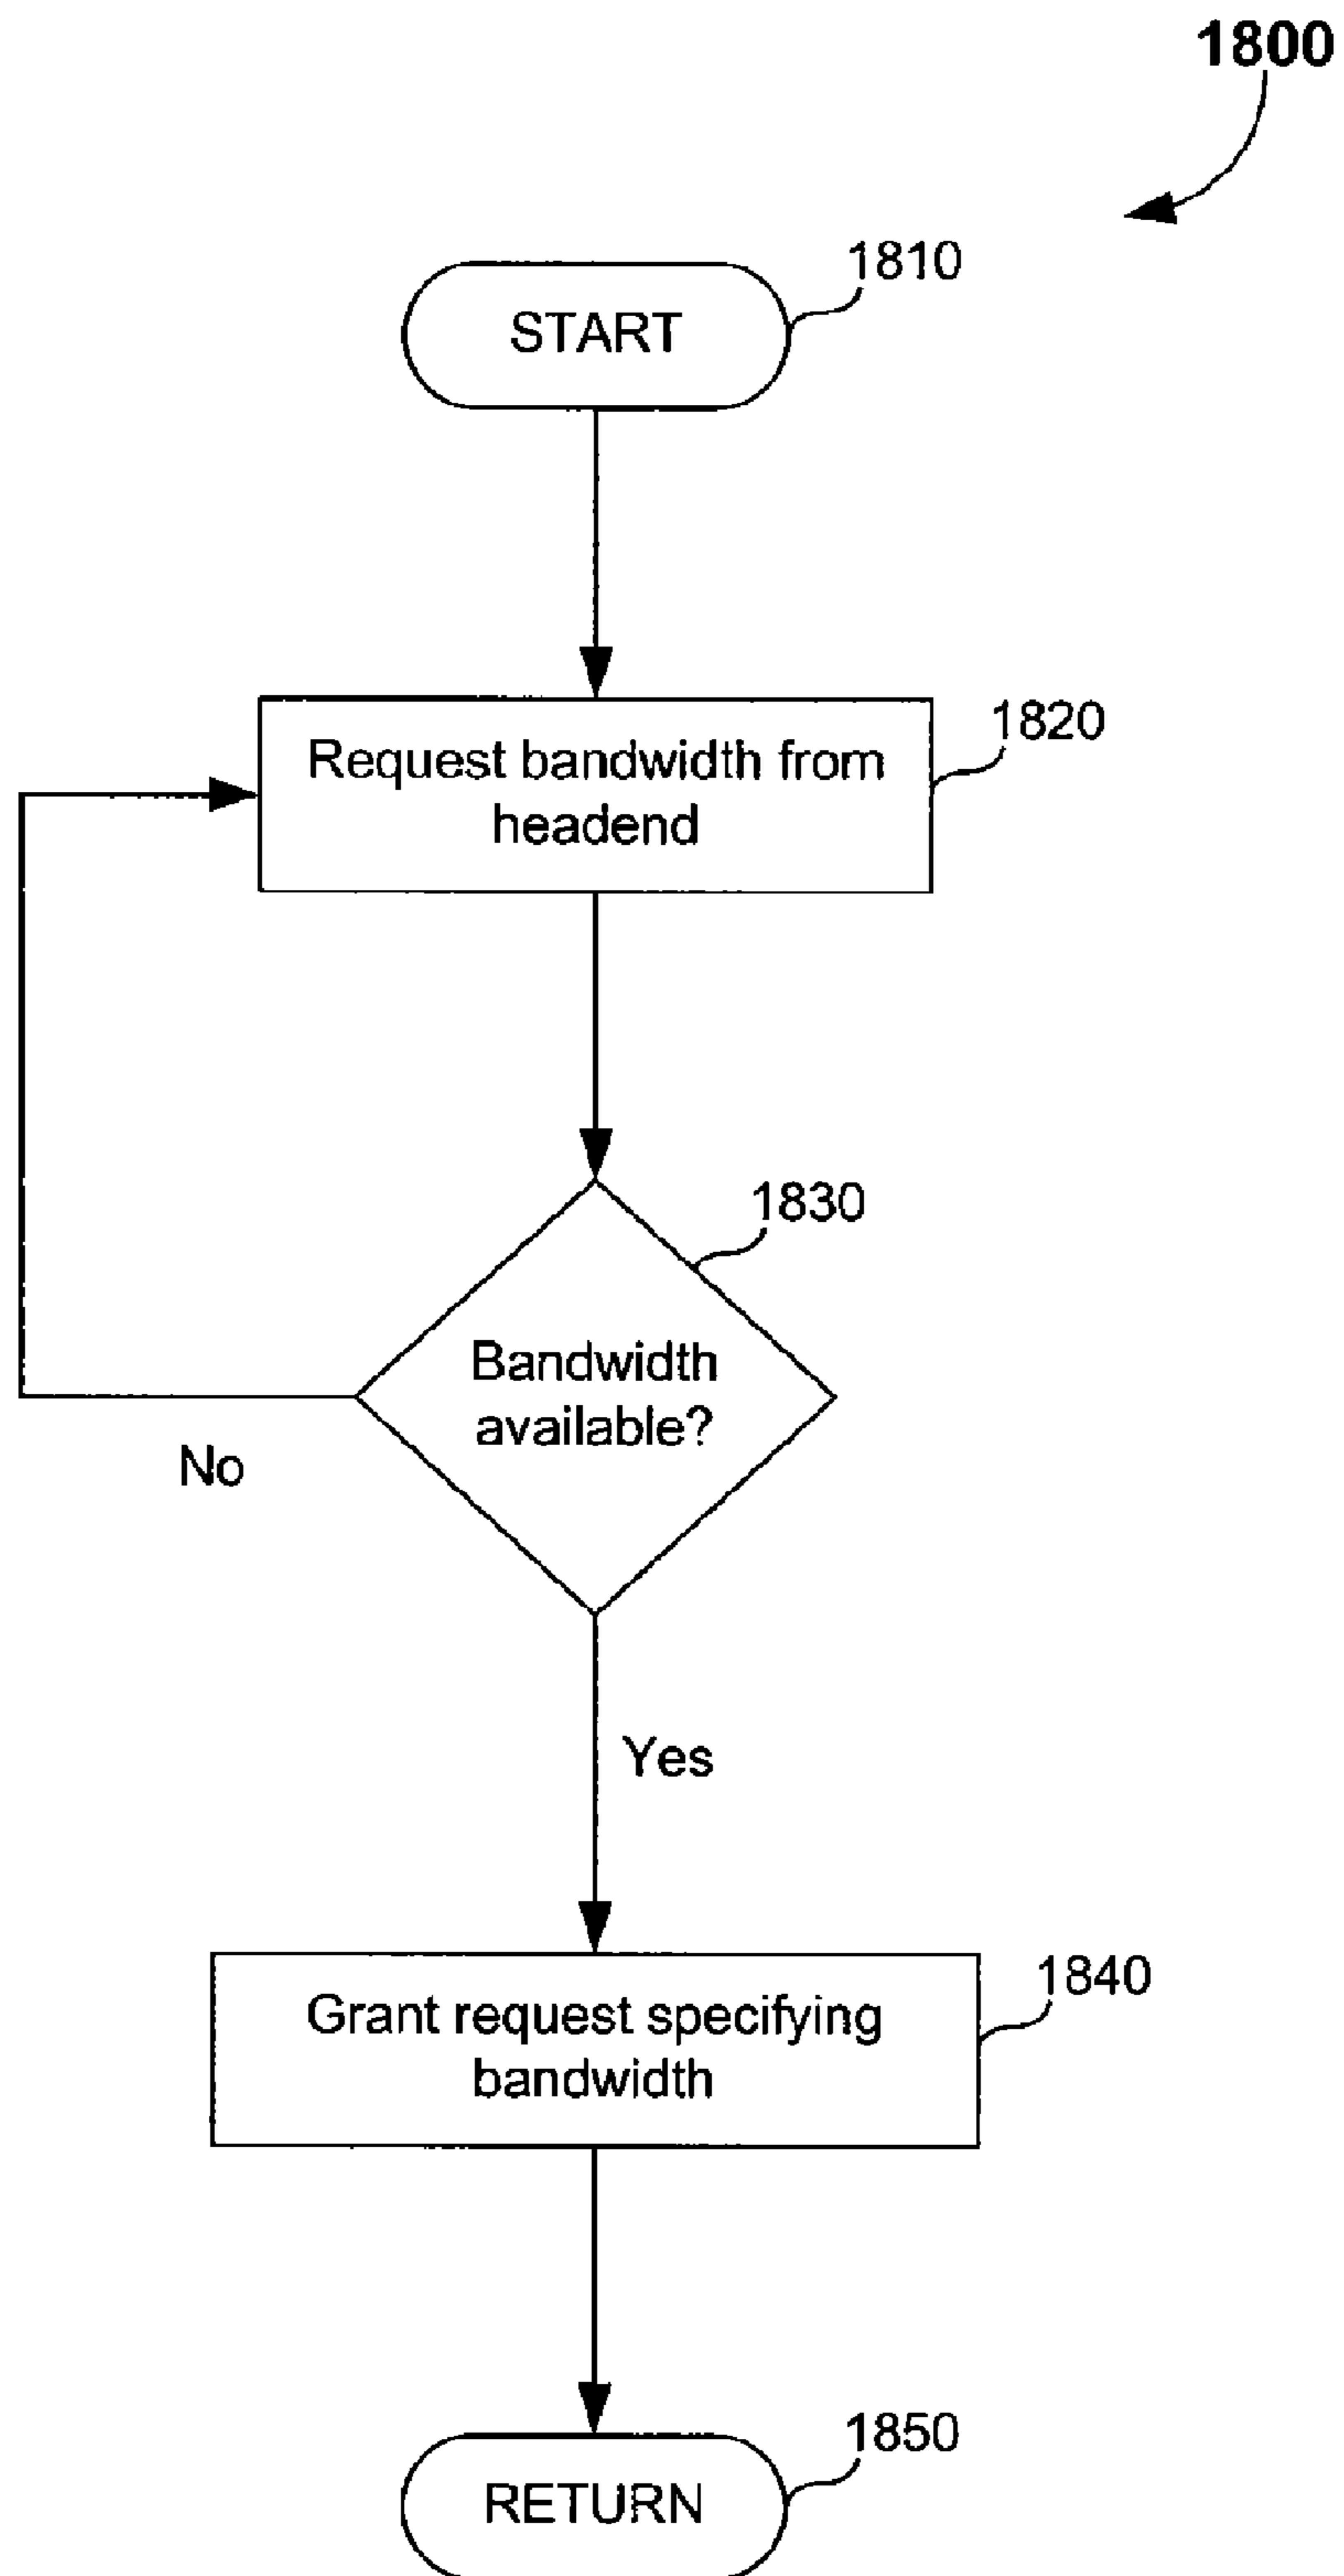 1800
1810
START
1820
Request bandwidth from
headend
1830
Bandwidth
available?
No
Yes
1840
Grant request specifying
bandwidth
1850
RETURN